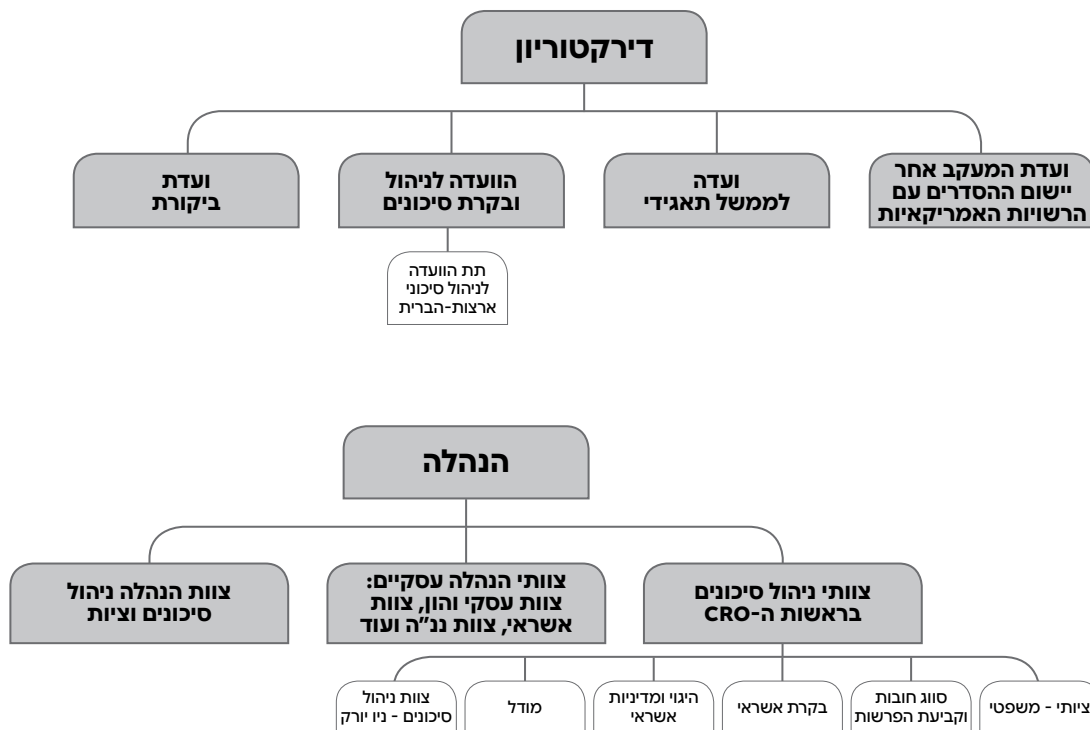 דירקטוריון
ועדת המעקב אחר
יישום ההסדרים עם
הרשויות האמריקאיות
ועדה
לממשל תאגידי
הוועדה לניהול
ובקרת סיכונים
ועדת
ביקורת
תת הוועדה
לניהול סיכוני
ארצות-הברית
הנהלה
צוותי ניהול סיכונים
בראשות ה-CRO
צוותי הנהלה עסקיים:
צוות עסקי והון, צוות
אשראי, צוות ננ"ה ועוד
צוות הנהלה ניהול
סיכונים וציות
ציותי - משפטי
סווג חובות
וקביעת הפרשות
בקרת אשראי
היגוי ומדיניות
אשראי
מודל
צוות ניהול
סיכונים - ניו יורק